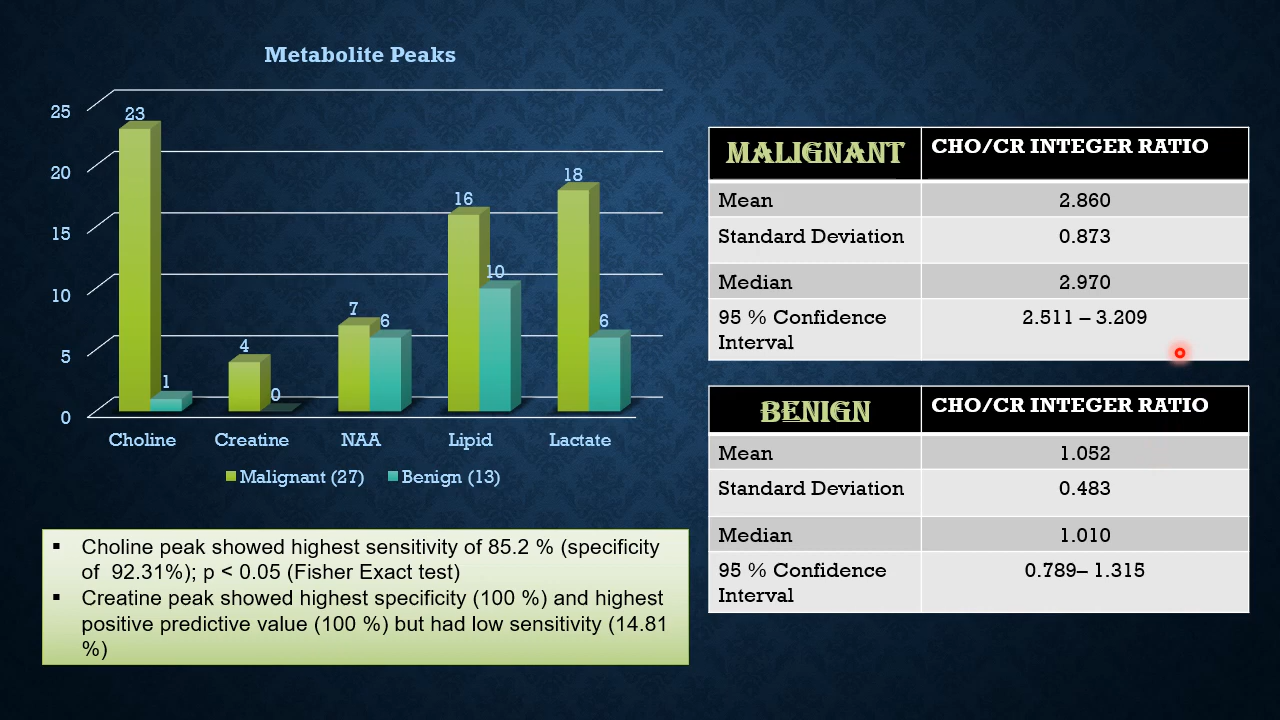 Metabolite Peaks
25
20
15
10
5
0
23
1
4
0
7
6
16
10
18
6
Choline Creatine NAA Lipid Lactate
Malignant (27) Benign (13)
▪ Choline peak showed highest sensitivity of 85.2 % (specificity
of 92.31%); p < 0.05 (Fisher Exact test)
▪ Creatine peak showed highest specificity (100 %) and highest
positive predictive value (100 %) but had low sensitivity (14.81
%)
MALIGNANT CHO/CR INTEGER RATIO
Mean 2.860
Standard Deviation 0.873
Median 2.970
95 % Confidence 2.511 – 3.209
Interval
BENIGN CHO/CR INTEGER RATIO
Mean 1.052
Standard Deviation 0.483
Median 1.010
95 % Confidence 0.789– 1.315
Interval